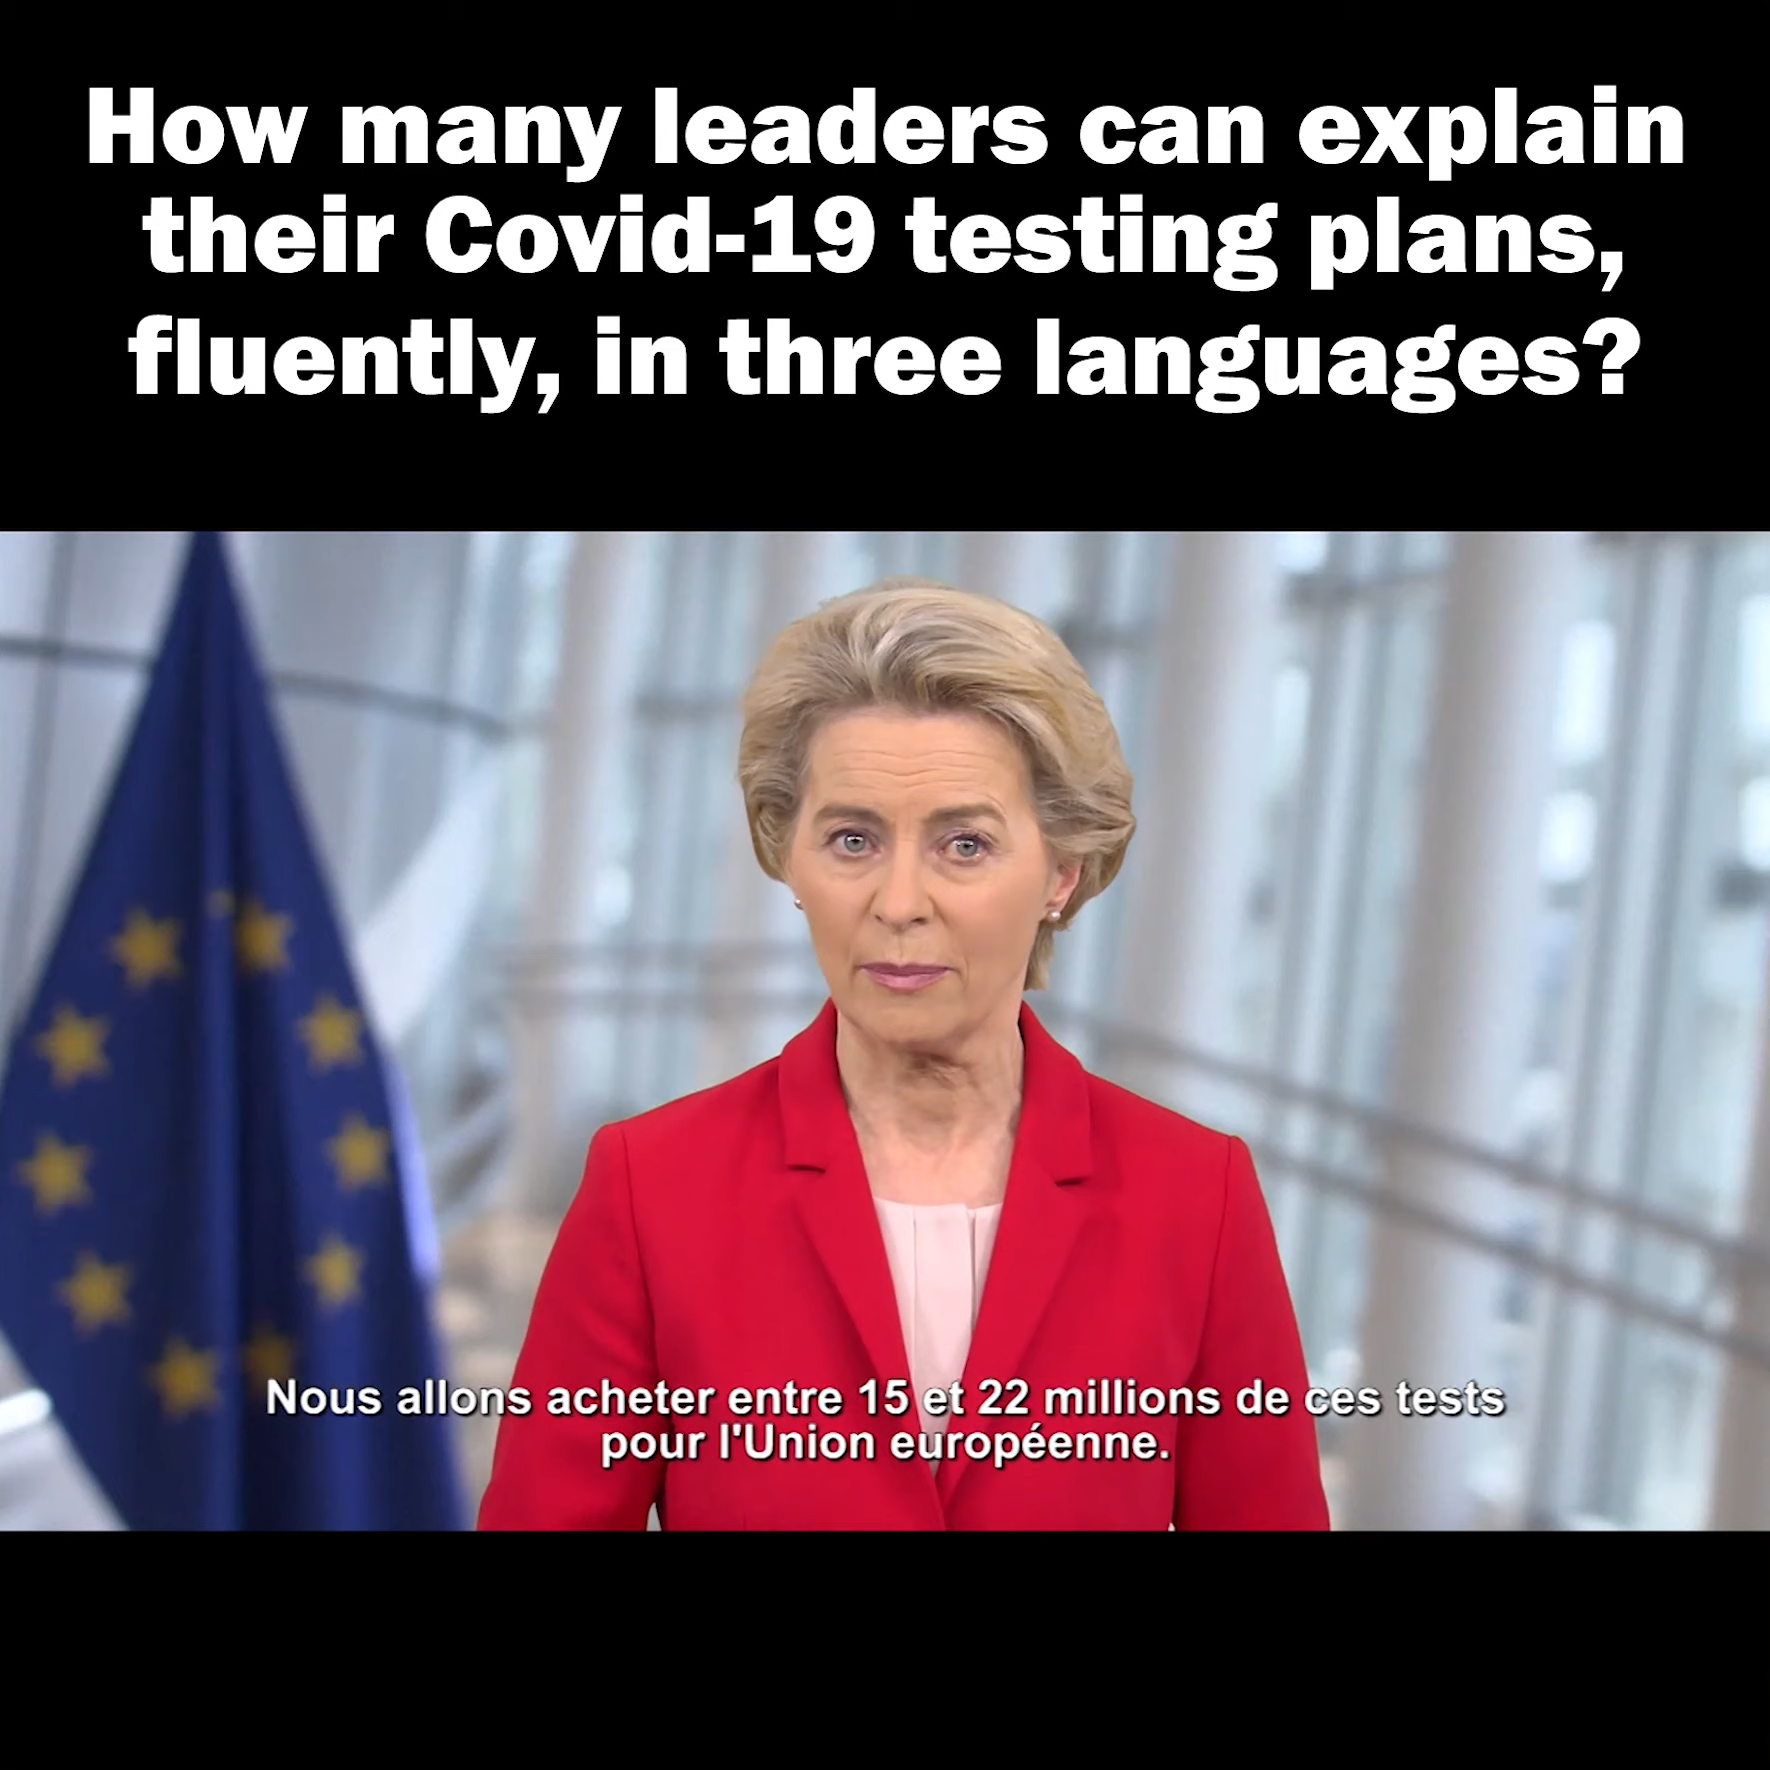 How many leaders can explain
their Covid-19 testing plans,
fluently, in three languages?
Nous allons acheter entre 15 et 22 millions de ces tests
pour l'Union européenne.